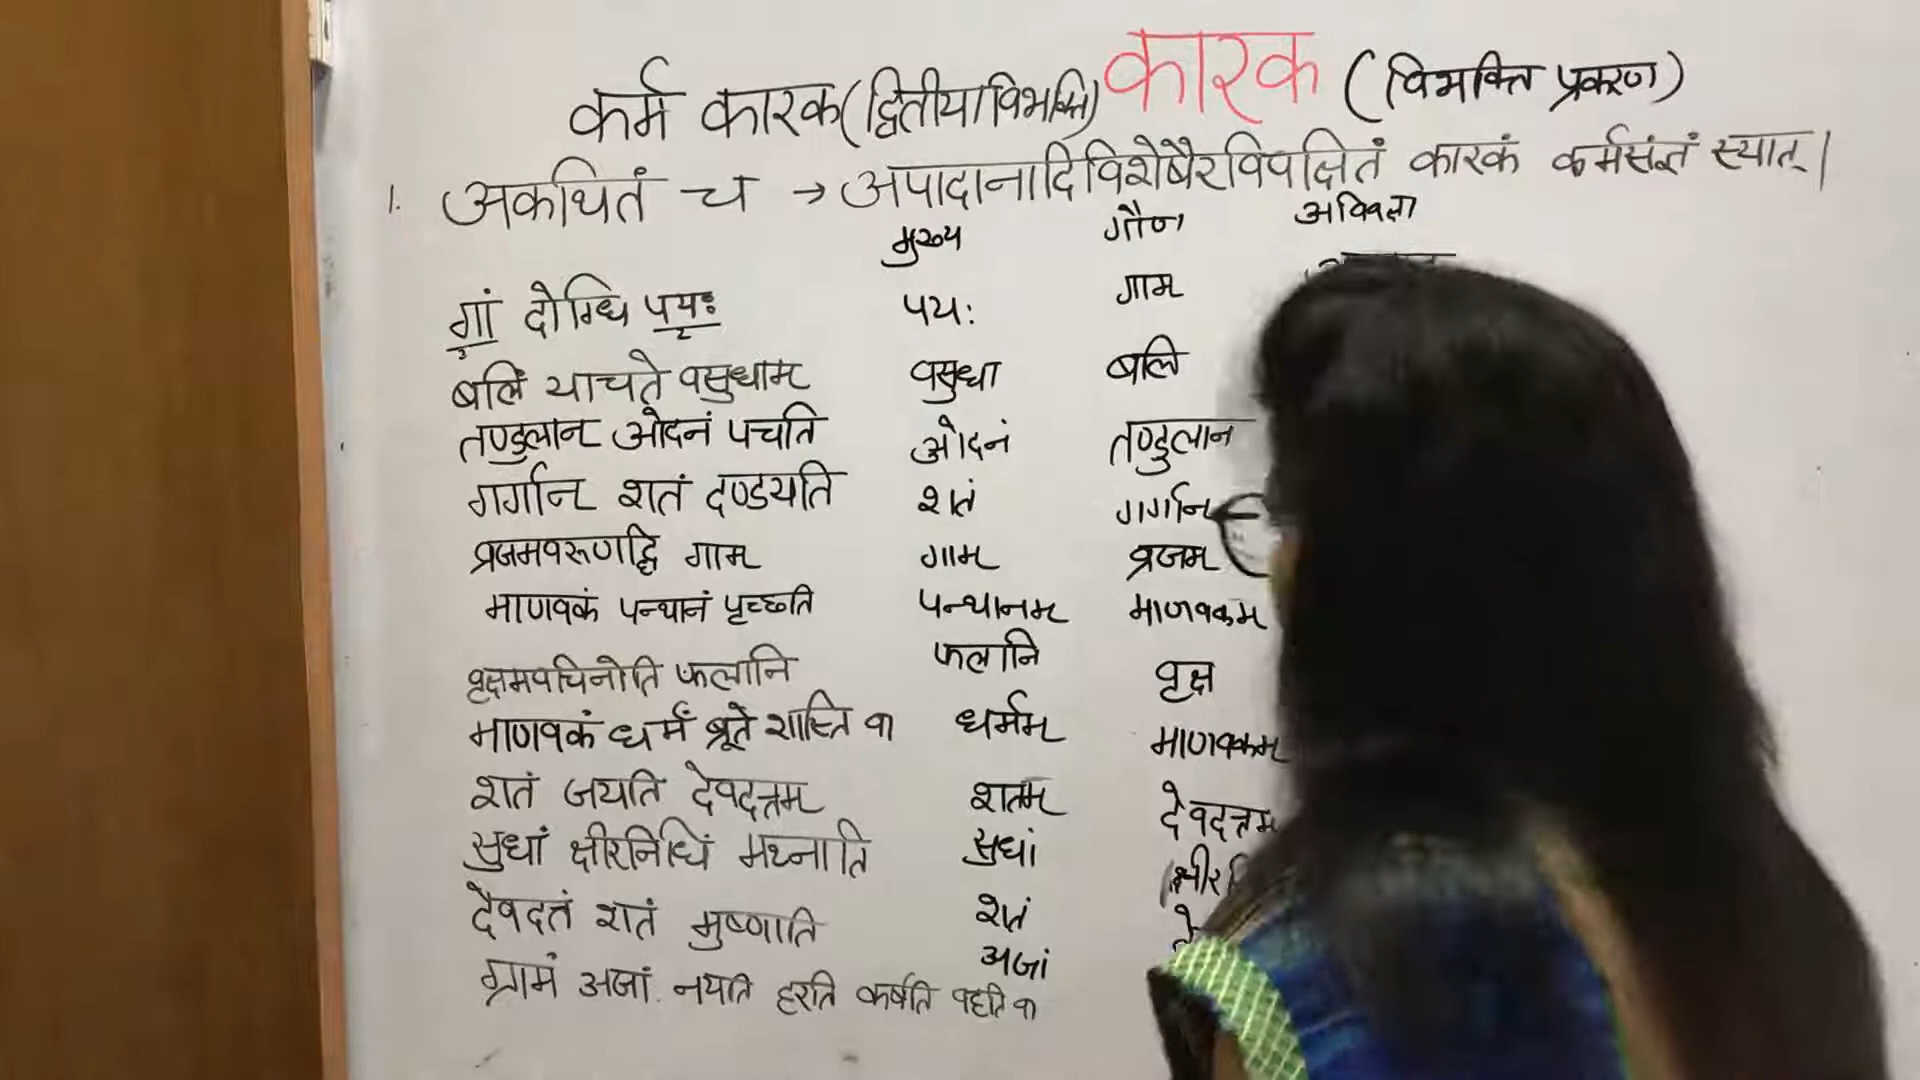 कारक (विभक्ति प्रकरण)
कर्म कारक (द्वितीया विभक्ति)
1. अकथितं च → अपादानादिविशेषैरविवक्षितं कारकं कर्मसंज्ञं स्यात् ।
मुख्य गौण अविवक्षा
गां दोग्धि पयः पयः गाम
बलिं याचते वसुधाम् वसुधा बलि
तण्डुलान् ओदनं पचति ओदनं तण्डुलान
गर्गान् शतं दण्डयति शतं गर्गान्
व्रजमवरूणद्धि गाम् गाम् व्रजम
माणवकं पन्थानं पृच्छति पन्थानम् माणवकम्
वृक्षमवचिनोति फलानि फलानि वृक्ष
माणवकं धर्मं ब्रूते शास्ति वा धर्मम् माणवकम्
शतं जयति देवदत्तम् शतम् देवदत्तम
सुधां क्षीरनिधिं मथ्नाति सुधां
देवदतं शतं मुष्णाति शतं
ग्रामं अजां नयति हरति कर्षति वहति वा अजां